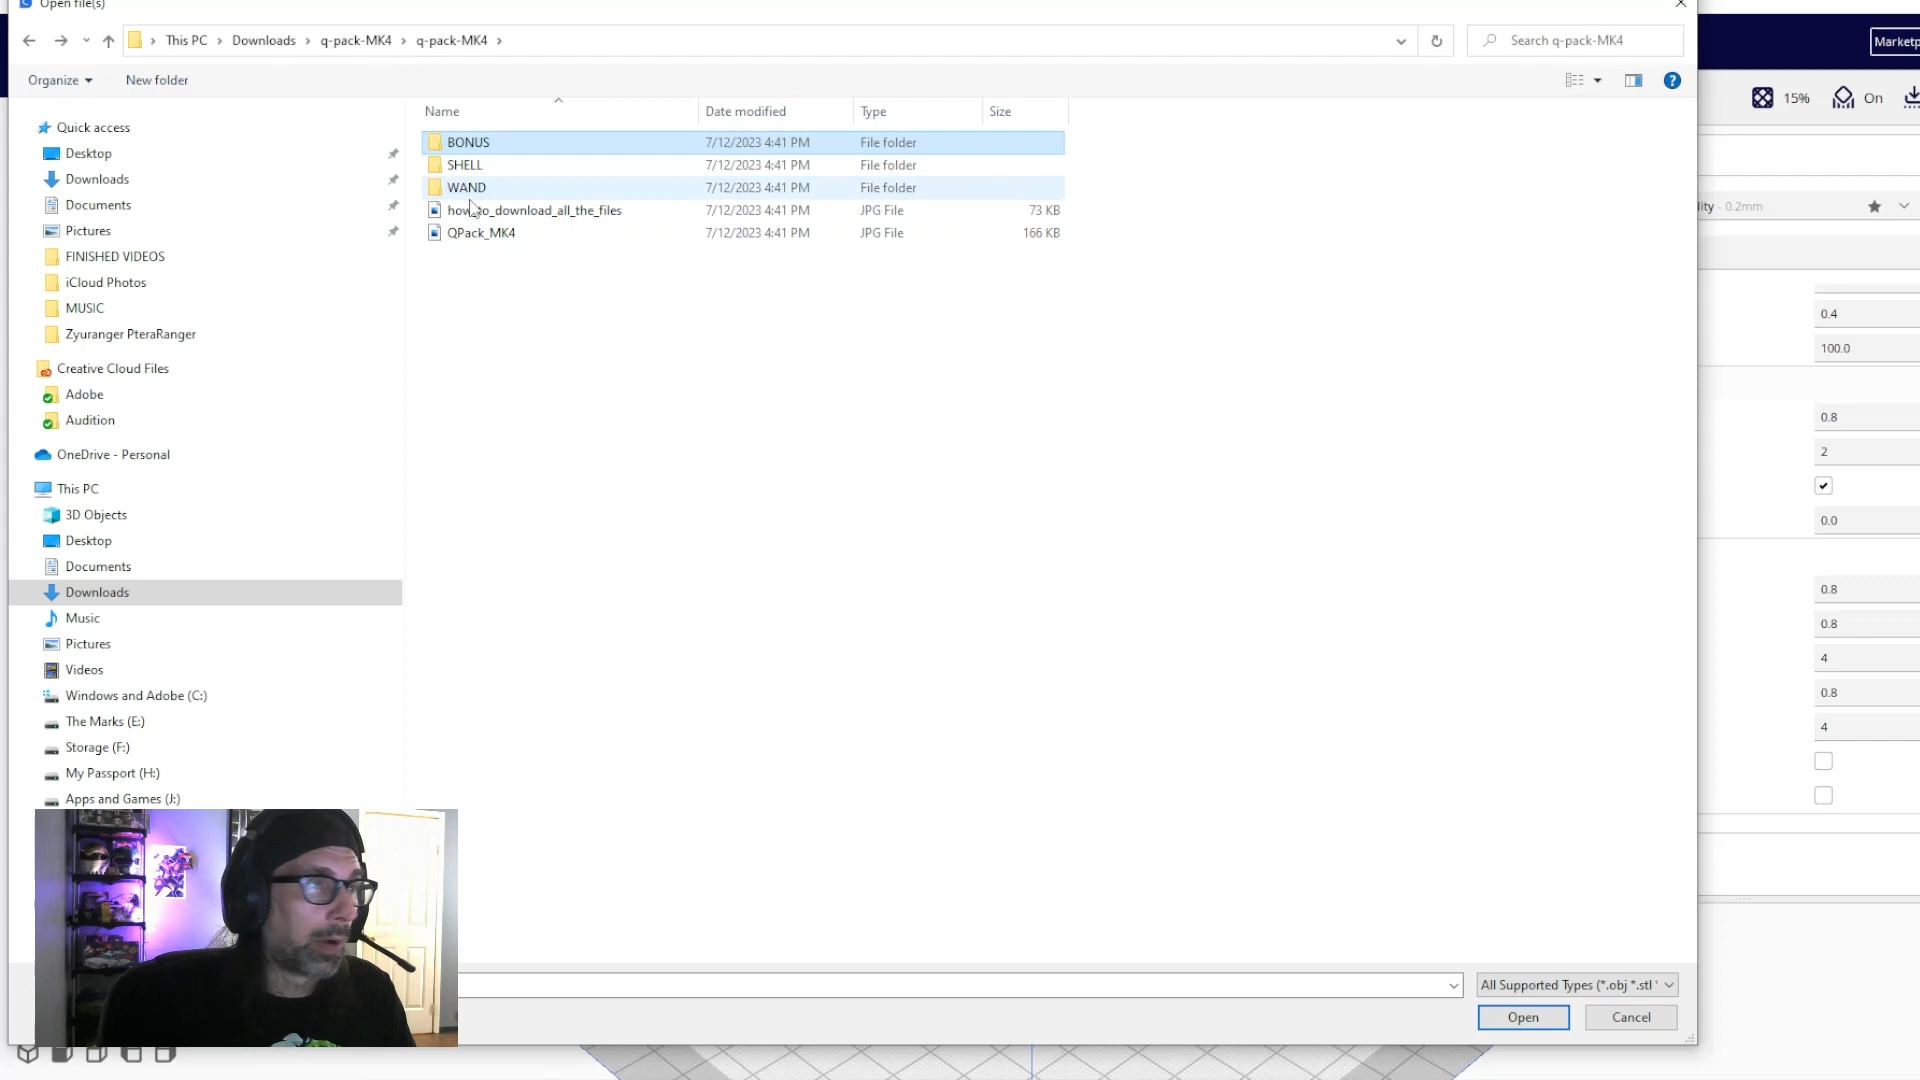 Open file(s)
This PC > Downloads > q-pack-MK4 > q-pack-MK4 >
Search q-pack-MK4
Marketp
Organize
New folder
15%
On
Name
Date modified
Type
Size
Quick access
Desktop
Downloads
Documents
Pictures
FINISHED VIDEOS
iCloud Photos
MUSIC
Zyuranger PteraRanger
Creative Cloud Files
Adobe
Audition
OneDrive - Personal
This PC
3D Objects
Desktop
Documents
Downloads
Music
Pictures
Videos
Windows and Adobe (C:)
The Marks (E:)
Storage (F:)
My Passport (H:)
Apps and Games (J:)
BONUS 7/12/2023 4:41 PM File folder
SHELL 7/12/2023 4:41 PM File folder
WAND 7/12/2023 4:41 PM File folder
how_to_download_all_the_files 7/12/2023 4:41 PM JPG File 73 KB
QPack_MK4 7/12/2023 4:41 PM JPG File 166 KB
lity - 0.2mm
0.4
100.0
0.8
2
0.0
0.8
0.8
4
0.8
4
All Supported Types (*.obj *.stl *
Open
Cancel